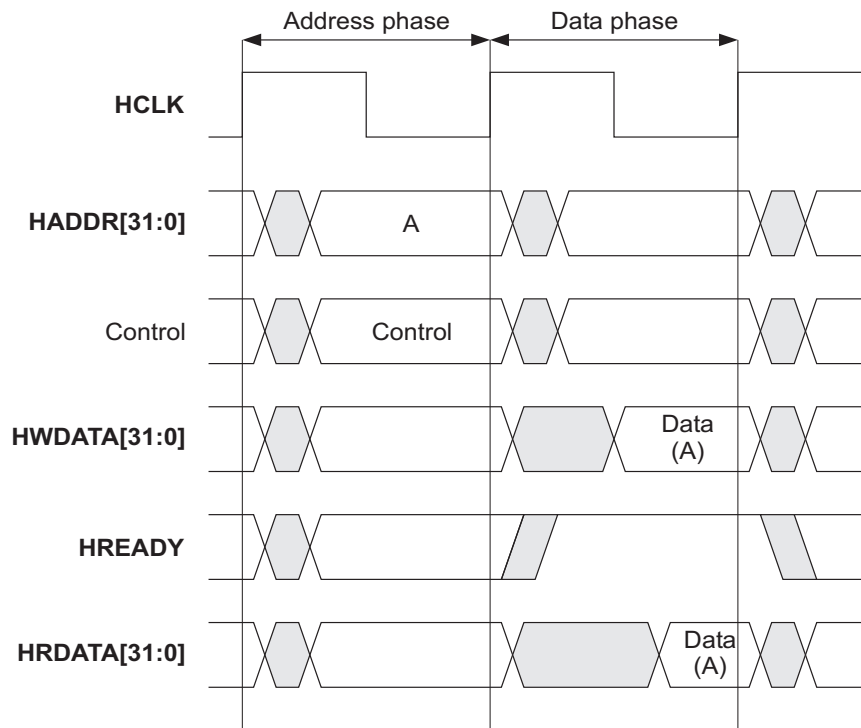 Address phase
Data phase
HCLK
HADDR[31:0]
A
Control
Control
HWDATA[31:0]
Data
(A)
HREADY
HRDATA[31:0]
Data
(A)